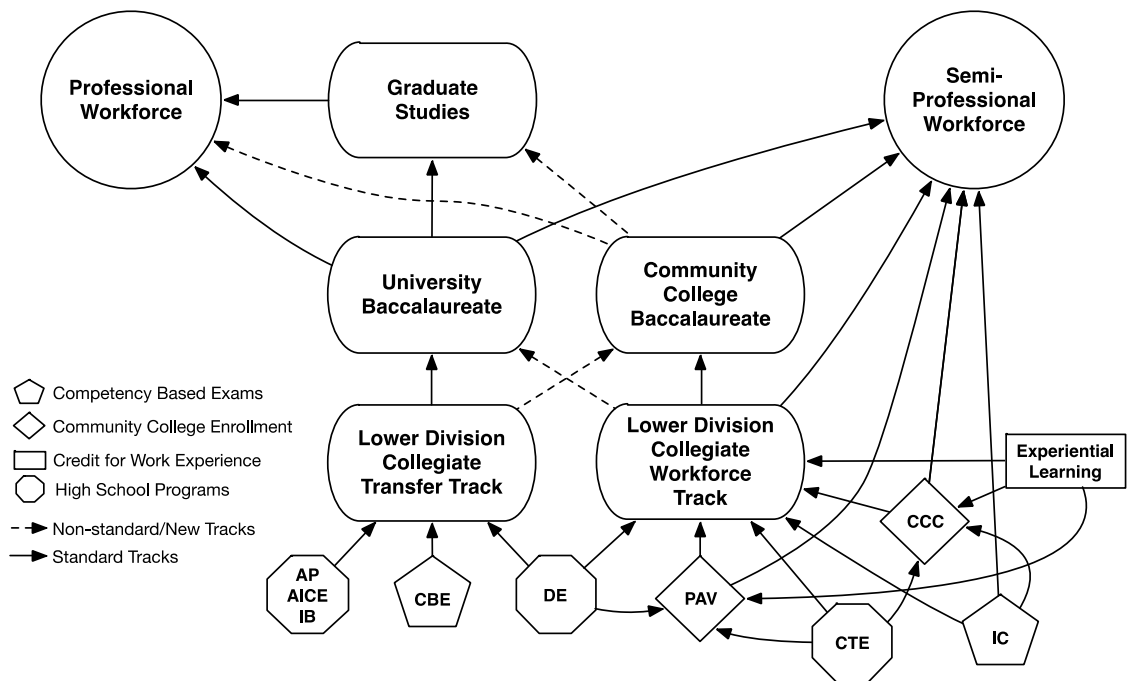 Professional
Workforce
Graduate
Studies
Semi-
Professional
Workforce
University
Baccalaureate
Community
College
Baccalaureate
Competency Based Exams
Community College Enrollment
Credit for Work Experience
High School Programs
Non-standard/New Tracks
Standard Tracks
Lower Division
Collegiate
Transfer Track
Lower Division
Collegiate
Workforce
Track
Experiential
Learning
CCC
AP
AICE
IB
CBE
DE
PAV
CTE
IC